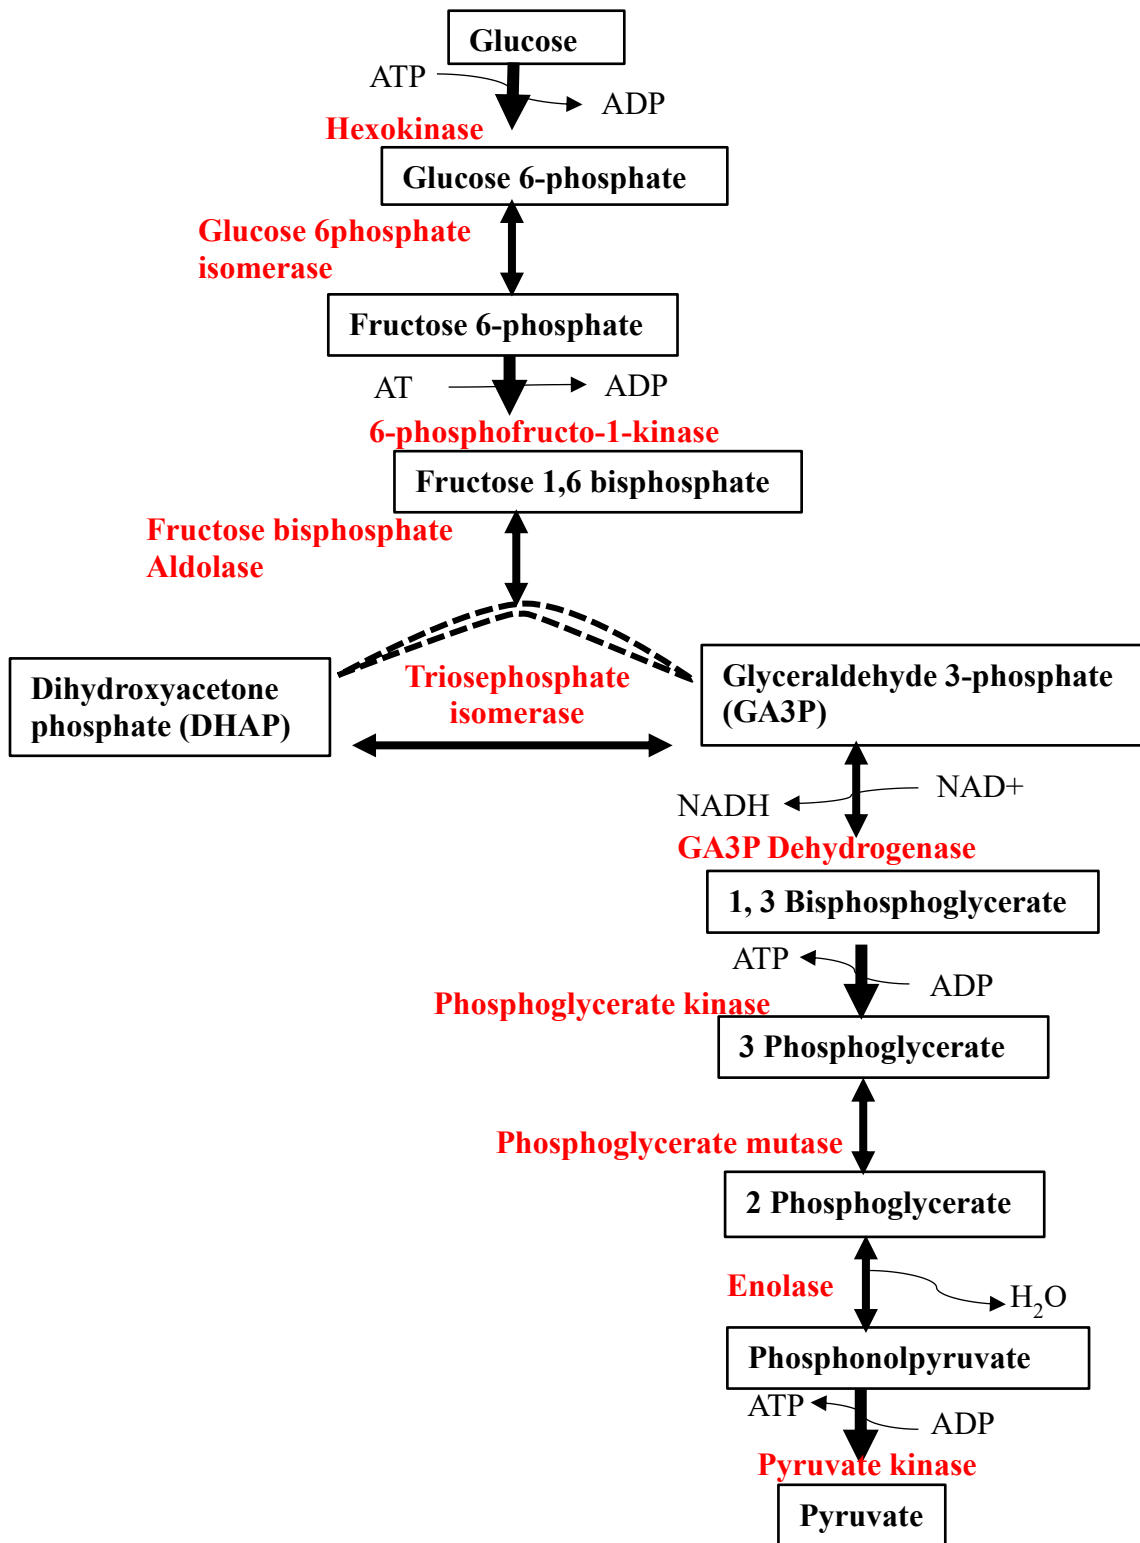 Glucose
ATP
ADP
Hexokinase
Glucose 6-phosphate
Glucose 6phosphate
isomerase
Fructose 6-phosphate
AT
ADP
6-phosphofructo-1-kinase
Fructose 1,6 bisphosphate
Fructose bisphosphate
Aldolase
Dihydroxyacetone
phosphate (DHAP)
Triosephosphate
isomerase
Glyceraldehyde 3-phosphate
(GA3P)
NADH
NAD+
GA3P Dehydrogenase
1, 3 Bisphosphoglycerate
ATP
ADP
Phosphoglycerate kinase
3 Phosphoglycerate
Phosphoglycerate mutase
2 Phosphoglycerate
Enolase
H₂O
Phosphonolpyruvate
ATP
ADP
Pyruvate kinase
Pyruvate